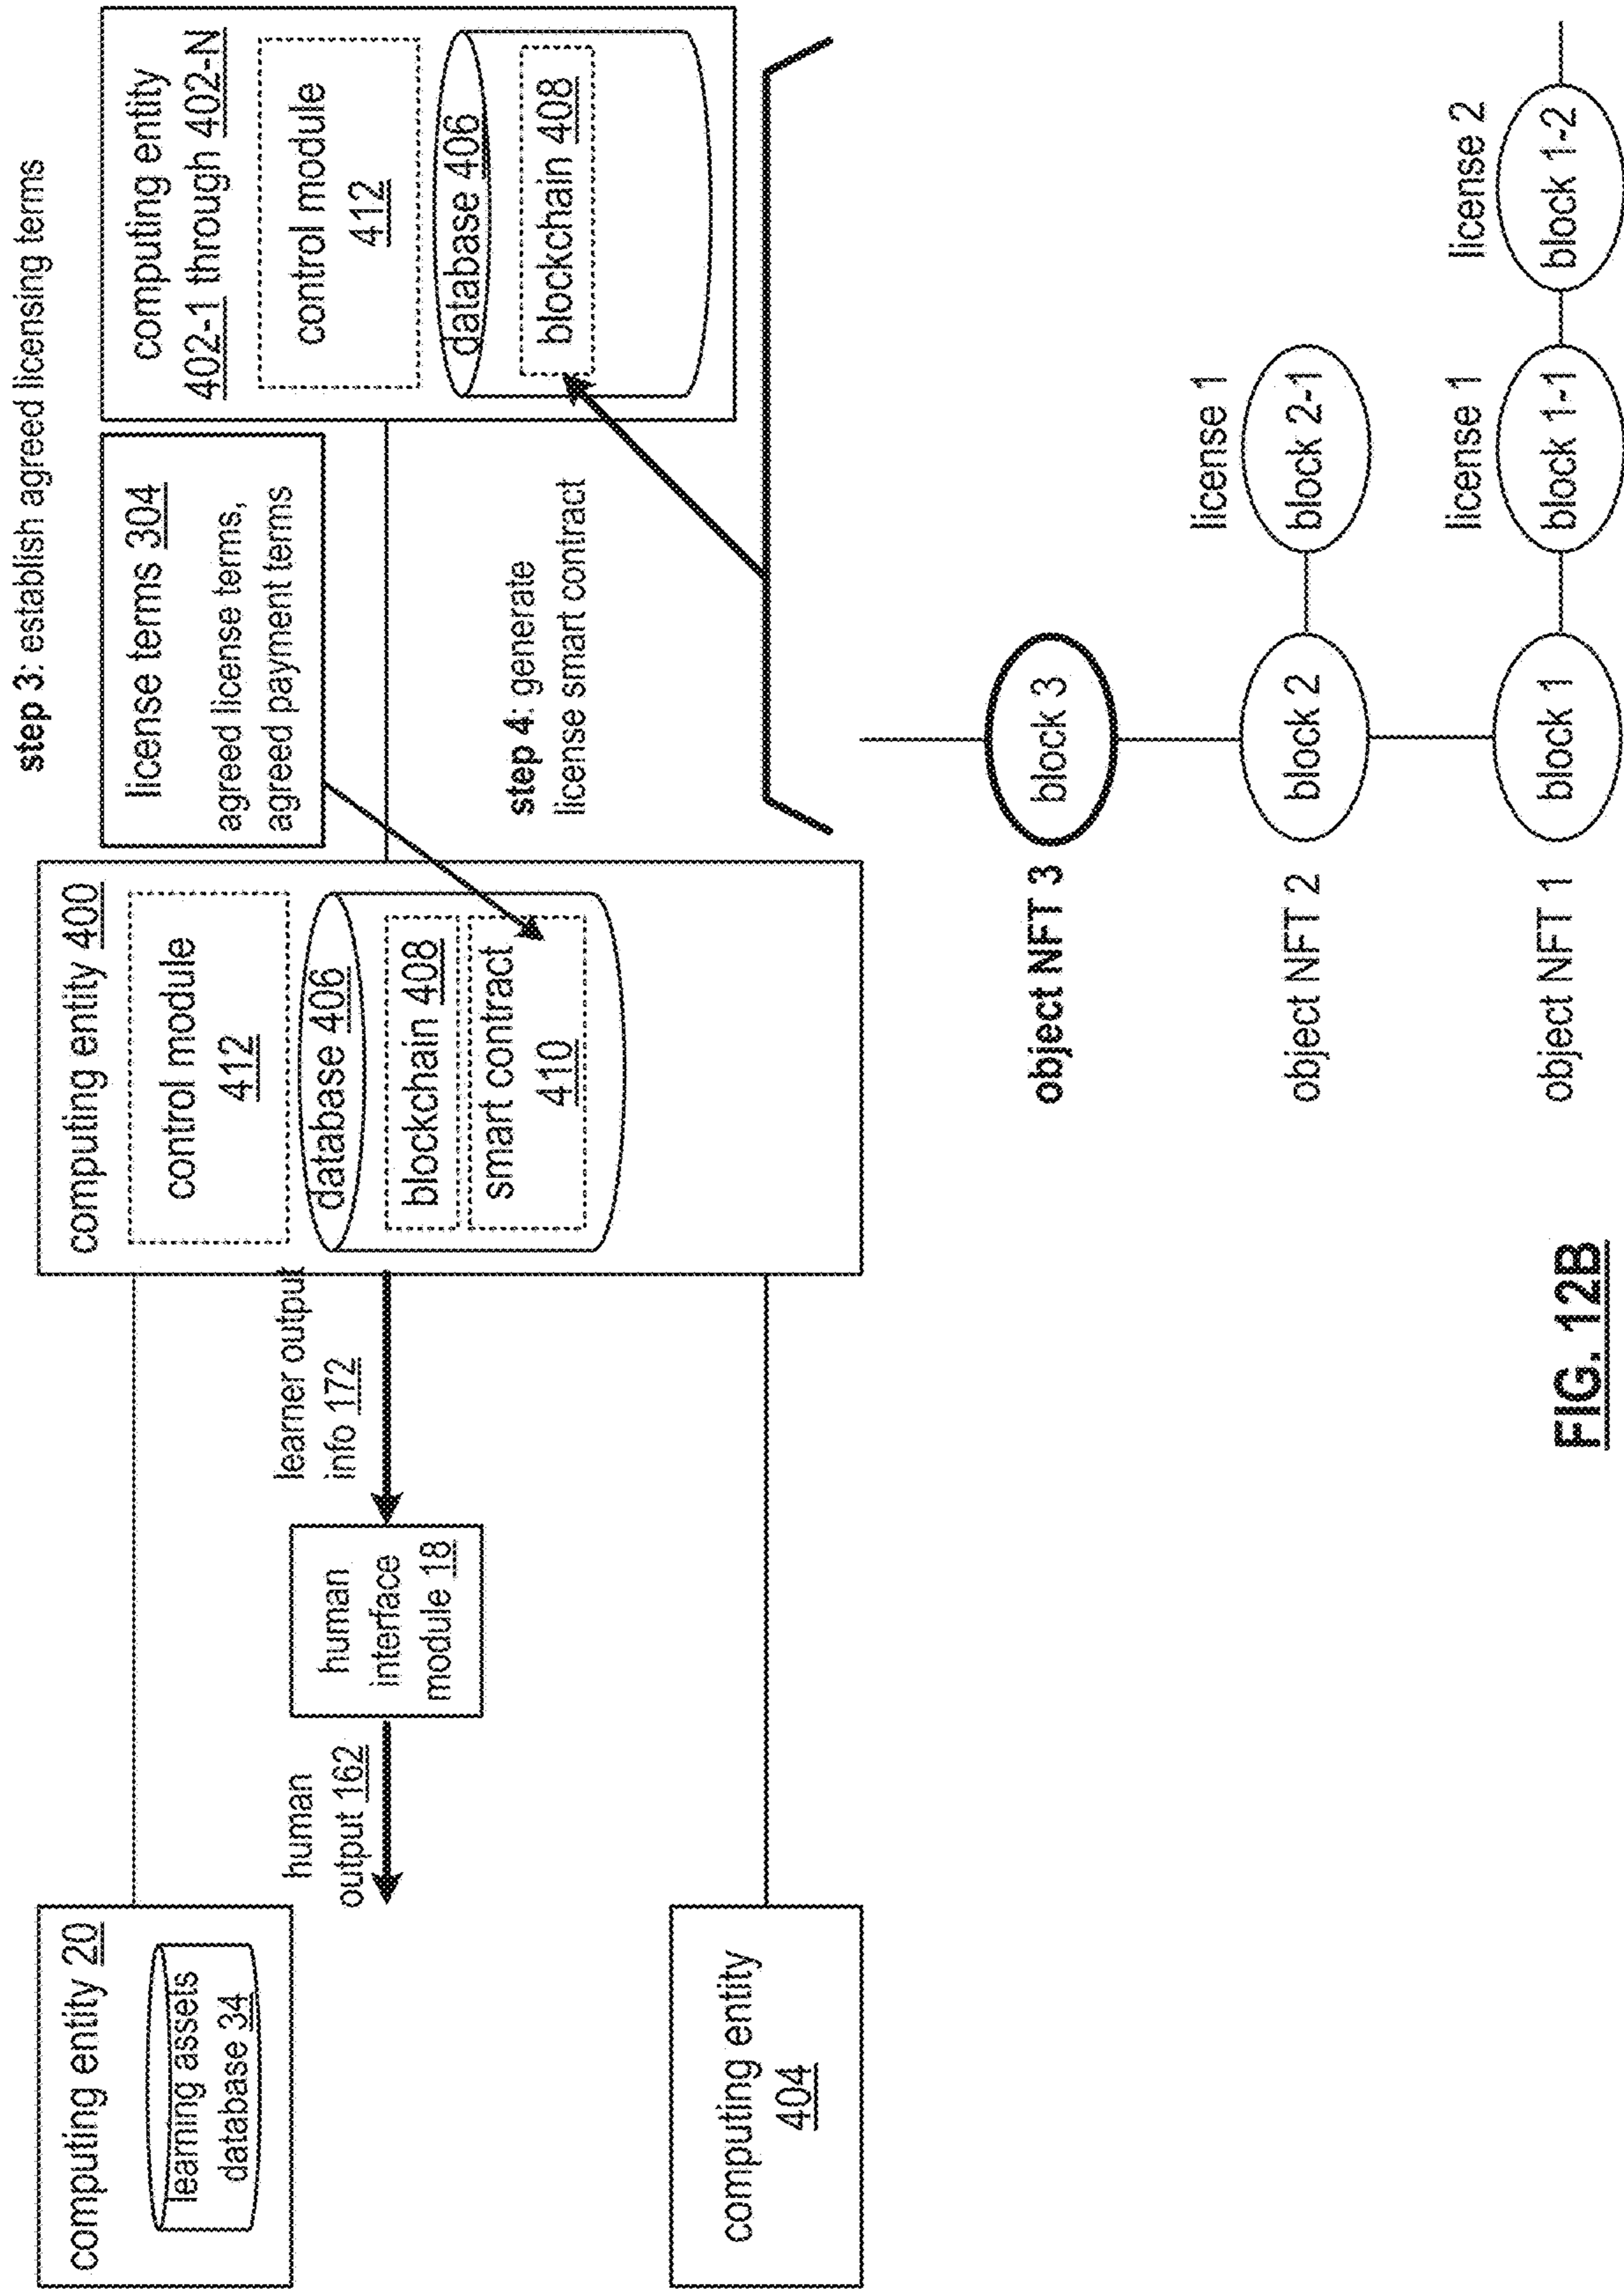 step 3: establish agreed licensing terms
computing entity 20
learning assets
database 34
human
output 162
human
interface
module 18
learner output
info 172
computing entity
404
computing entity 400
control module
412
database 406
blockchain 408
smart contract
410
license terms 304
agreed license terms,
agreed payment terms
step 4: generate
license smart contract
computing entity
402-1 through 402-N
control module
412
database 406
blockchain 408
object NFT 3
block 3
object NFT 2
block 2
license 1
block 2-1
object NFT 1
block 1
license 1
block 1-1
license 2
block 1-2
FIG. 12B